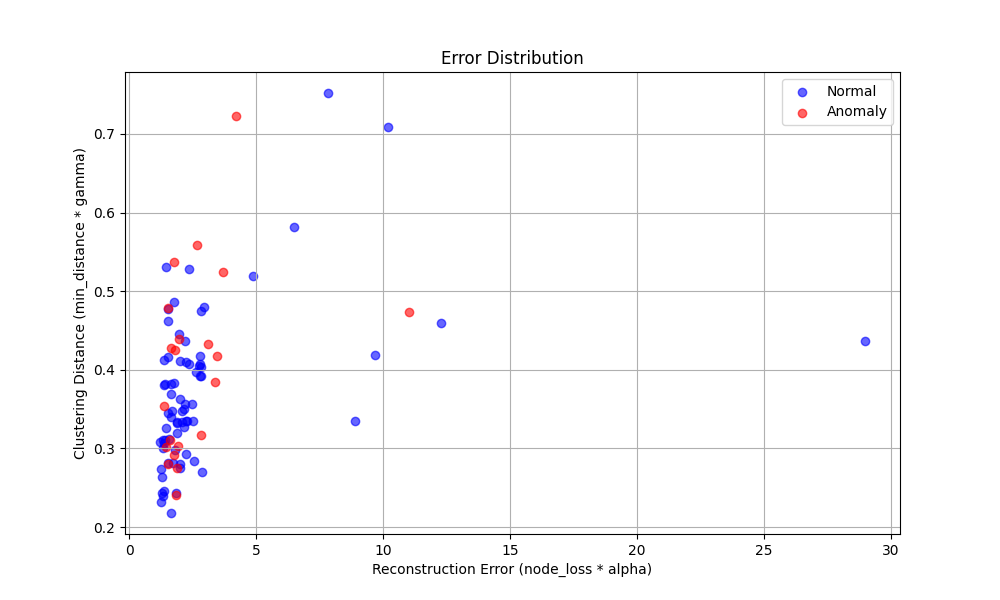 Error Distribution
Normal
Anomaly
Clustering Distance (min_distance * gamma)
0.7
0.6
0.5
0.4
0.3
0.2
0
5
10
15
20
25
30
Reconstruction Error (node_loss * alpha)